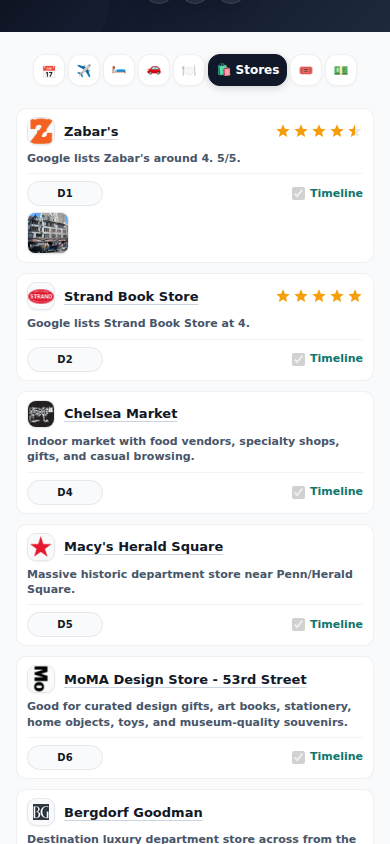 Stores
Zabar's
Google lists Zabar's around 4. 5/5.
D1
Timeline
STRAND
Strand Book Store
Google lists Strand Book Store at 4.
D2
Timeline
Chelsea Market
Indoor market with food vendors, specialty shops,
gifts, and casual browsing.
D4
Timeline
Macy's Herald Square
Massive historic department store near Penn/Herald
Square.
D5
Timeline
Mo
MoMA Design Store - 53rd Street
Good for curated design gifts, art books, stationery,
home objects, toys, and museum-quality souvenirs.
D6
Timeline
BG
Bergdorf Goodman
Destination luxury department store across from the